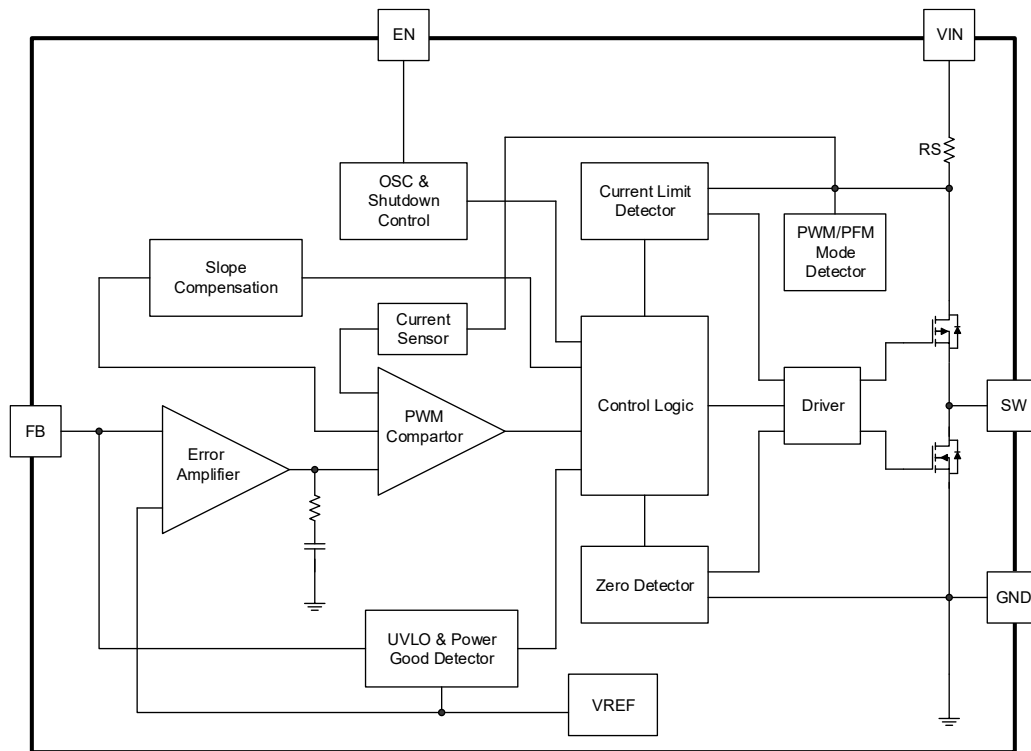 EN
VIN
RS
OSC &
Shutdown
Control
Current Limit
Detector
PWM/PFM
Mode
Detector
Slope
Compensation
Current
Sensor
FB
Error
Amplifier
PWM
Compartor
Control Logic
Driver
SW
Zero Detector
GND
UVLO & Power
Good Detector
VREF